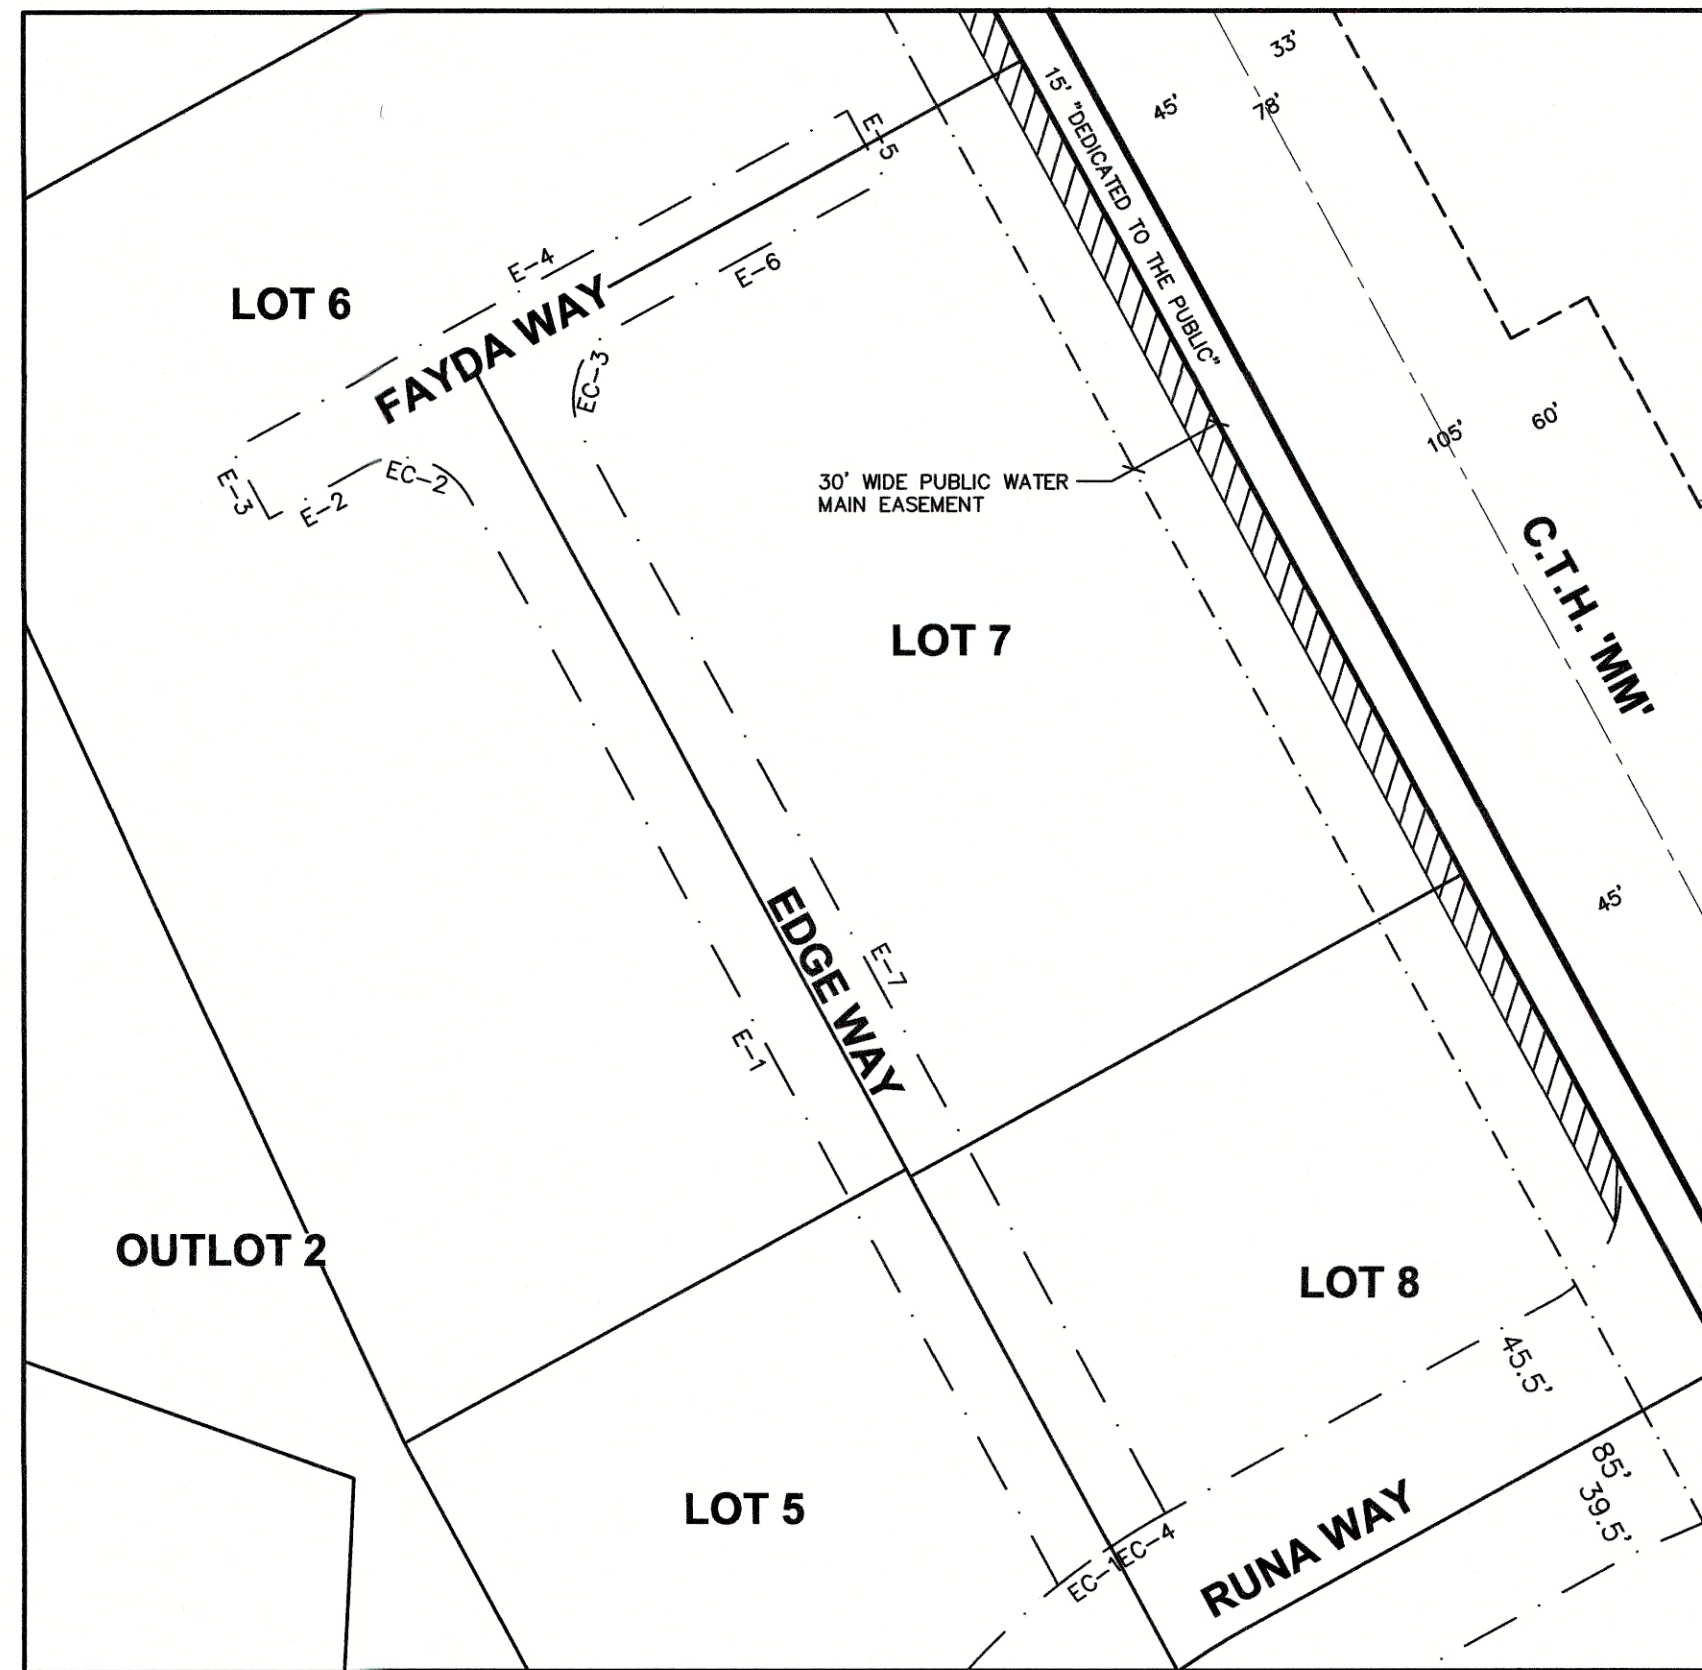 33'
45'
78'
15' "DEDICATED TO THE PUBLIC"
E-5
E-4
E-6
LOT 6
FAYDA WAY
EC-3
60'
105'
EC-2
E-3
E-2
30' WIDE PUBLIC WATER
MAIN EASEMENT
C.T.H. 'MM'
LOT 7
45'
EDGE WAY
E-7
E-1
OUTLOT 2
LOT 8
45.5'
85'
39.5'
LOT 5
RUNA WAY
EC-1
EC-4